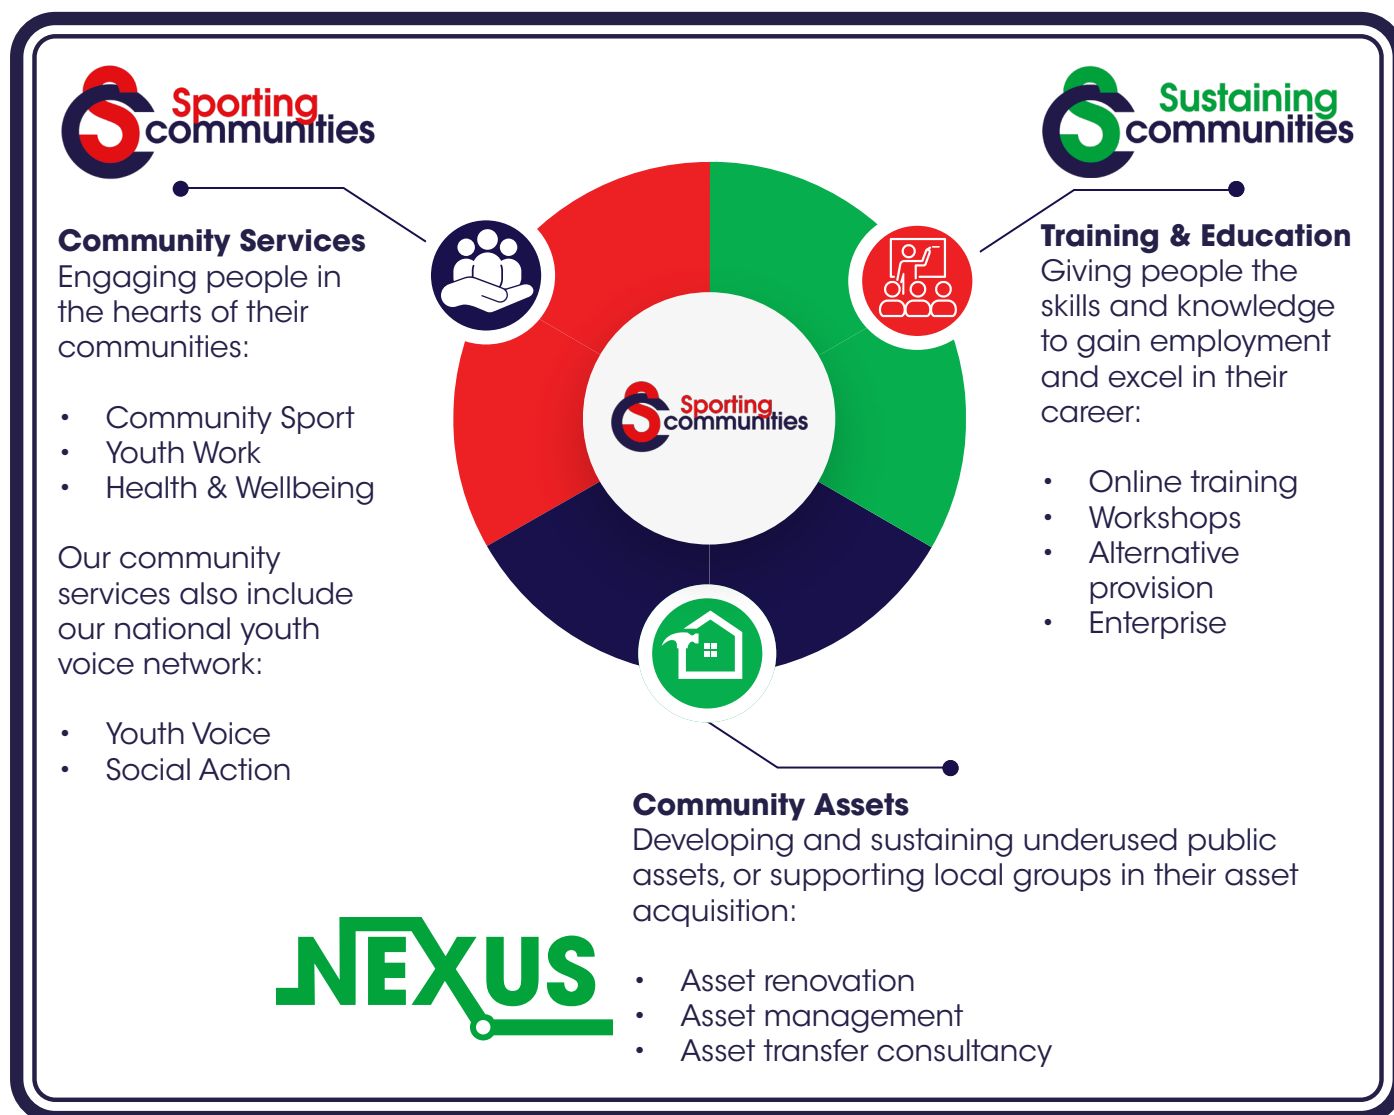 Sporting
communities
Community Services
Engaging people in
the hearts of their
communities:
• Community Sport
• Youth Work
• Health & Wellbeing
Our community
services also include
our national youth
voice network:
• Youth Voice
• Social Action
Sporting
communities
Sustaining
communities
Training & Education
Giving people the
skills and knowledge
to gain employment
and excel in their
career:
• Online training
• Workshops
• Alternative
provision
• Enterprise
Community Assets
Developing and sustaining underused public
assets, or supporting local groups in their asset
acquisition:
• Asset renovation
• Asset management
• Asset transfer consultancy
NEXUS